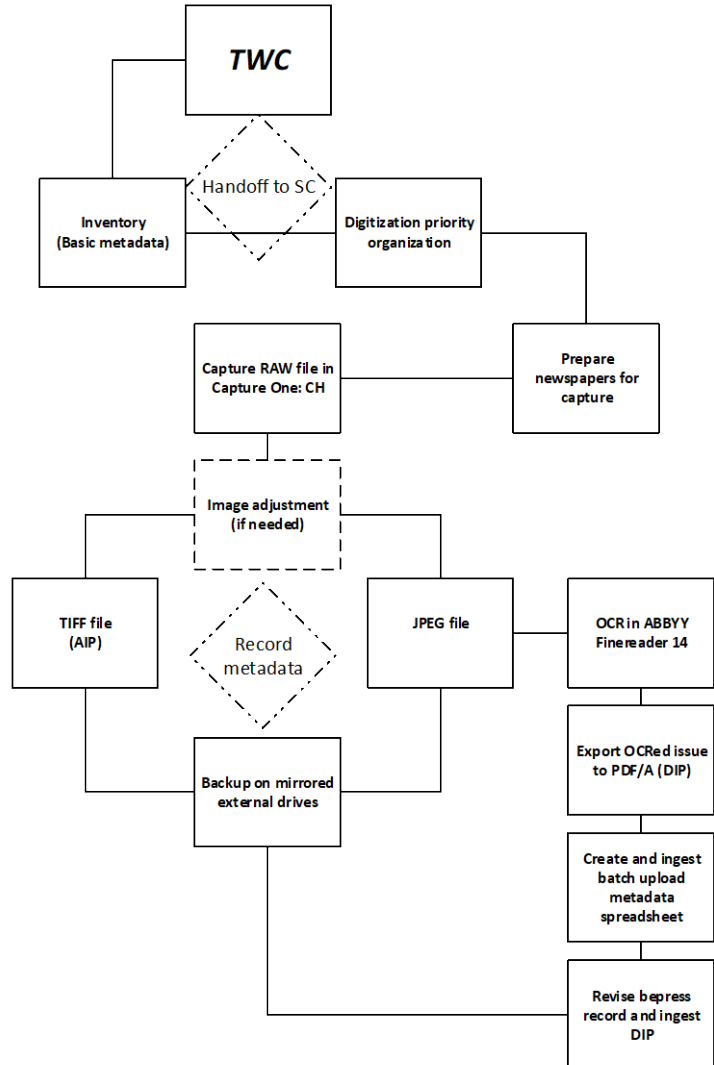 TWC
Handoff to SC
Inventory
(Basic metadata)
Digitization priority
organization
Capture RAW file in
Capture One: CH
Prepare
newspapers for
capture
Image adjustment
(if needed)
TIFF file
(AIP)
Record
metadata
JPEG file
OCR in ABBYY
Finereader 14
Backup on mirrored
external drives
Export OCRed issue
to PDF/A (DIP)
Create and ingest
batch upload
metadata
spreadsheet
Revise bepress
record and ingest
DIP